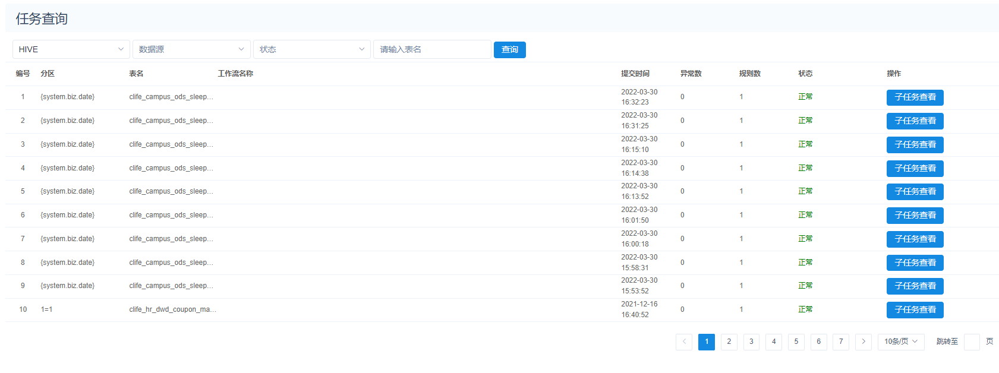 任务查询
HIVE 数据源 状态 请输入表名 查询
编号 分区 表名 工作流名称 提交时间 异常数 规则数 状态 操作
1 {system.biz.date} clife_campus_ods_sleep... 2022-03-30 16:32:23 0 1 正常 子任务查看
2 {system.biz.date} clife_campus_ods_sleep... 2022-03-30 16:31:25 0 1 正常 子任务查看
3 {system.biz.date} clife_campus_ods_sleep... 2022-03-30 16:15:10 0 1 正常 子任务查看
4 {system.biz.date} clife_campus_ods_sleep... 2022-03-30 16:14:38 0 1 正常 子任务查看
5 {system.biz.date} clife_campus_ods_sleep... 2022-03-30 16:13:52 0 1 正常 子任务查看
6 {system.biz.date} clife_campus_ods_sleep... 2022-03-30 16:01:50 0 1 正常 子任务查看
7 {system.biz.date} clife_campus_ods_sleep... 2022-03-30 16:00:18 0 1 正常 子任务查看
8 {system.biz.date} clife_campus_ods_sleep... 2022-03-30 15:58:31 0 1 正常 子任务查看
9 {system.biz.date} clife_campus_ods_sleep... 2022-03-30 15:53:52 0 1 正常 子任务查看
10 1=1 clife_hr_dwd_coupon_ma... 2021-12-16 16:40:52 0 1 正常 子任务查看
1 2 3 4 5 6 7 10条/页 跳转至 页